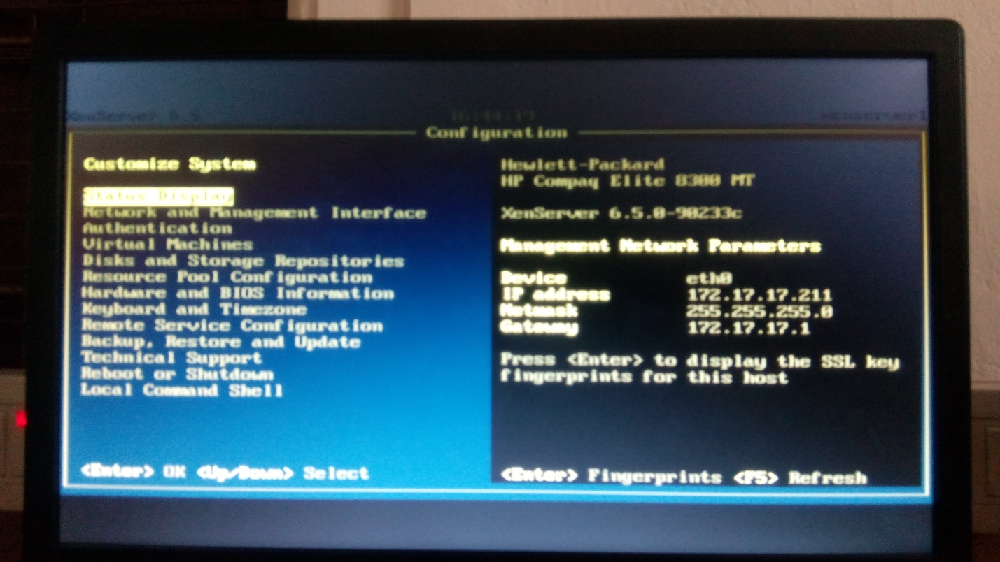 XenServer 6.5 16:44:19 xenserver1
Configuration
Customize System
Status Display
Network and Management Interface
Authentication
Virtual Machines
Disks and Storage Repositories
Resource Pool Configuration
Hardware and BIOS Information
Keyboard and Timezone
Remote Service Configuration
Backup, Restore and Update
Technical Support
Reboot or Shutdown
Local Command Shell
<Enter> OK <Up/Down> Select
Hewlett-Packard
HP Compaq Elite 8300 MT
XenServer 6.5.0-90233c
Management Network Parameters
Device eth0
IP address 172.17.17.211
Netmask 255.255.255.0
Gateway 172.17.17.1
Press <Enter> to display the SSL key
fingerprints for this host
<Enter> Fingerprints <F5> Refresh